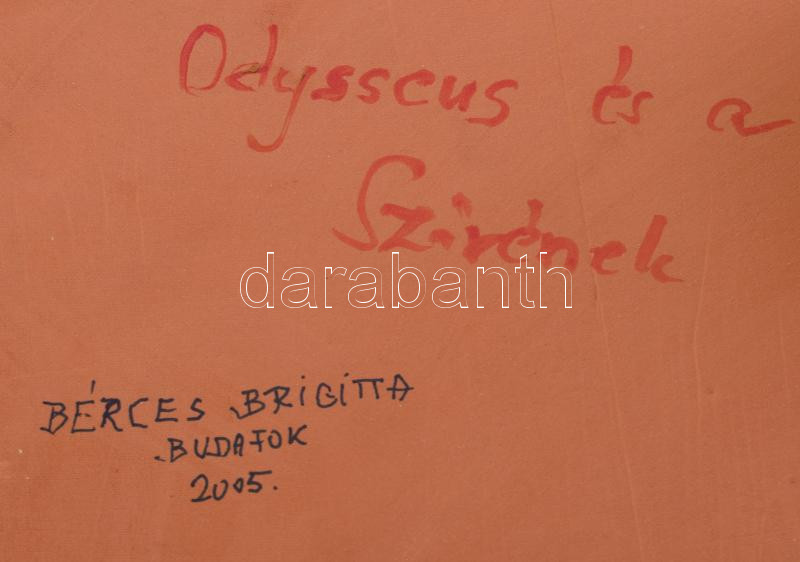 Odysseus és a
Szirének
darabanth
BÉRCES BRIGITTA
BUDAFOK
2005.